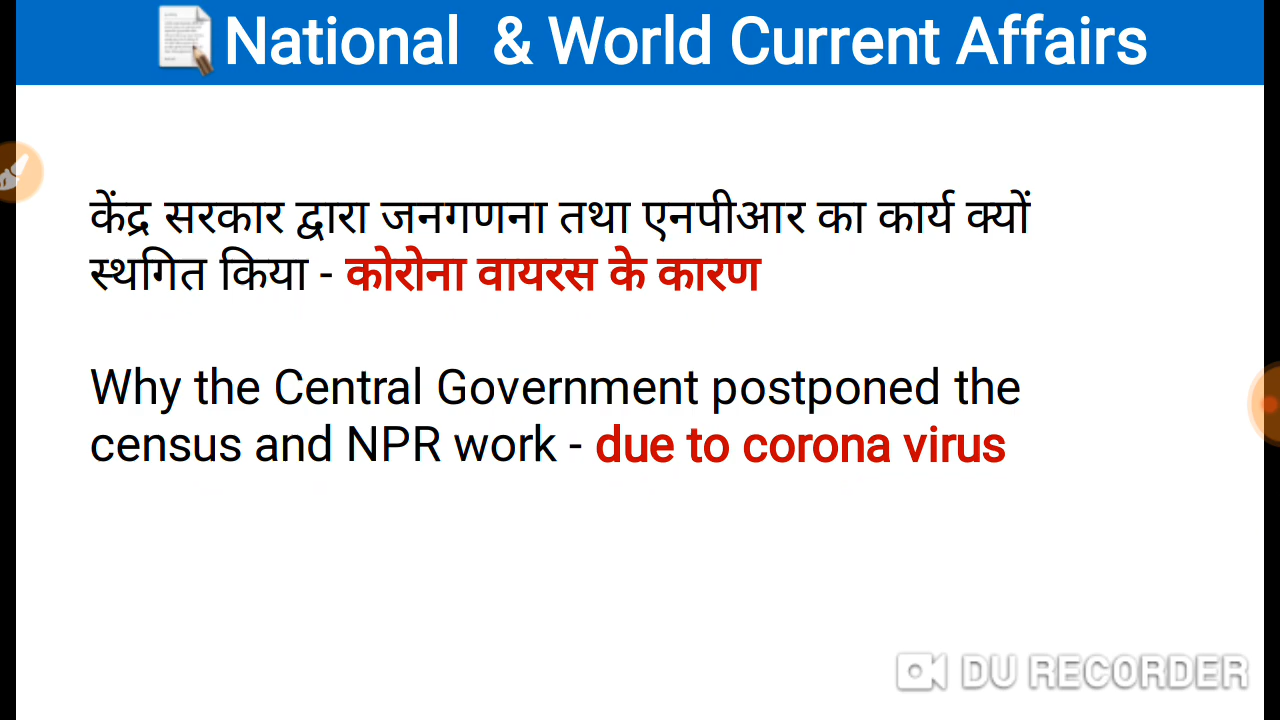 National & World Current Affairs
केंद्र सरकार द्वारा जनगणना तथा एनपीआर का कार्य क्यों
स्थगित किया - कोरोना वायरस के कारण
Why the Central Government postponed the
census and NPR work - due to corona virus
DU RECORDER